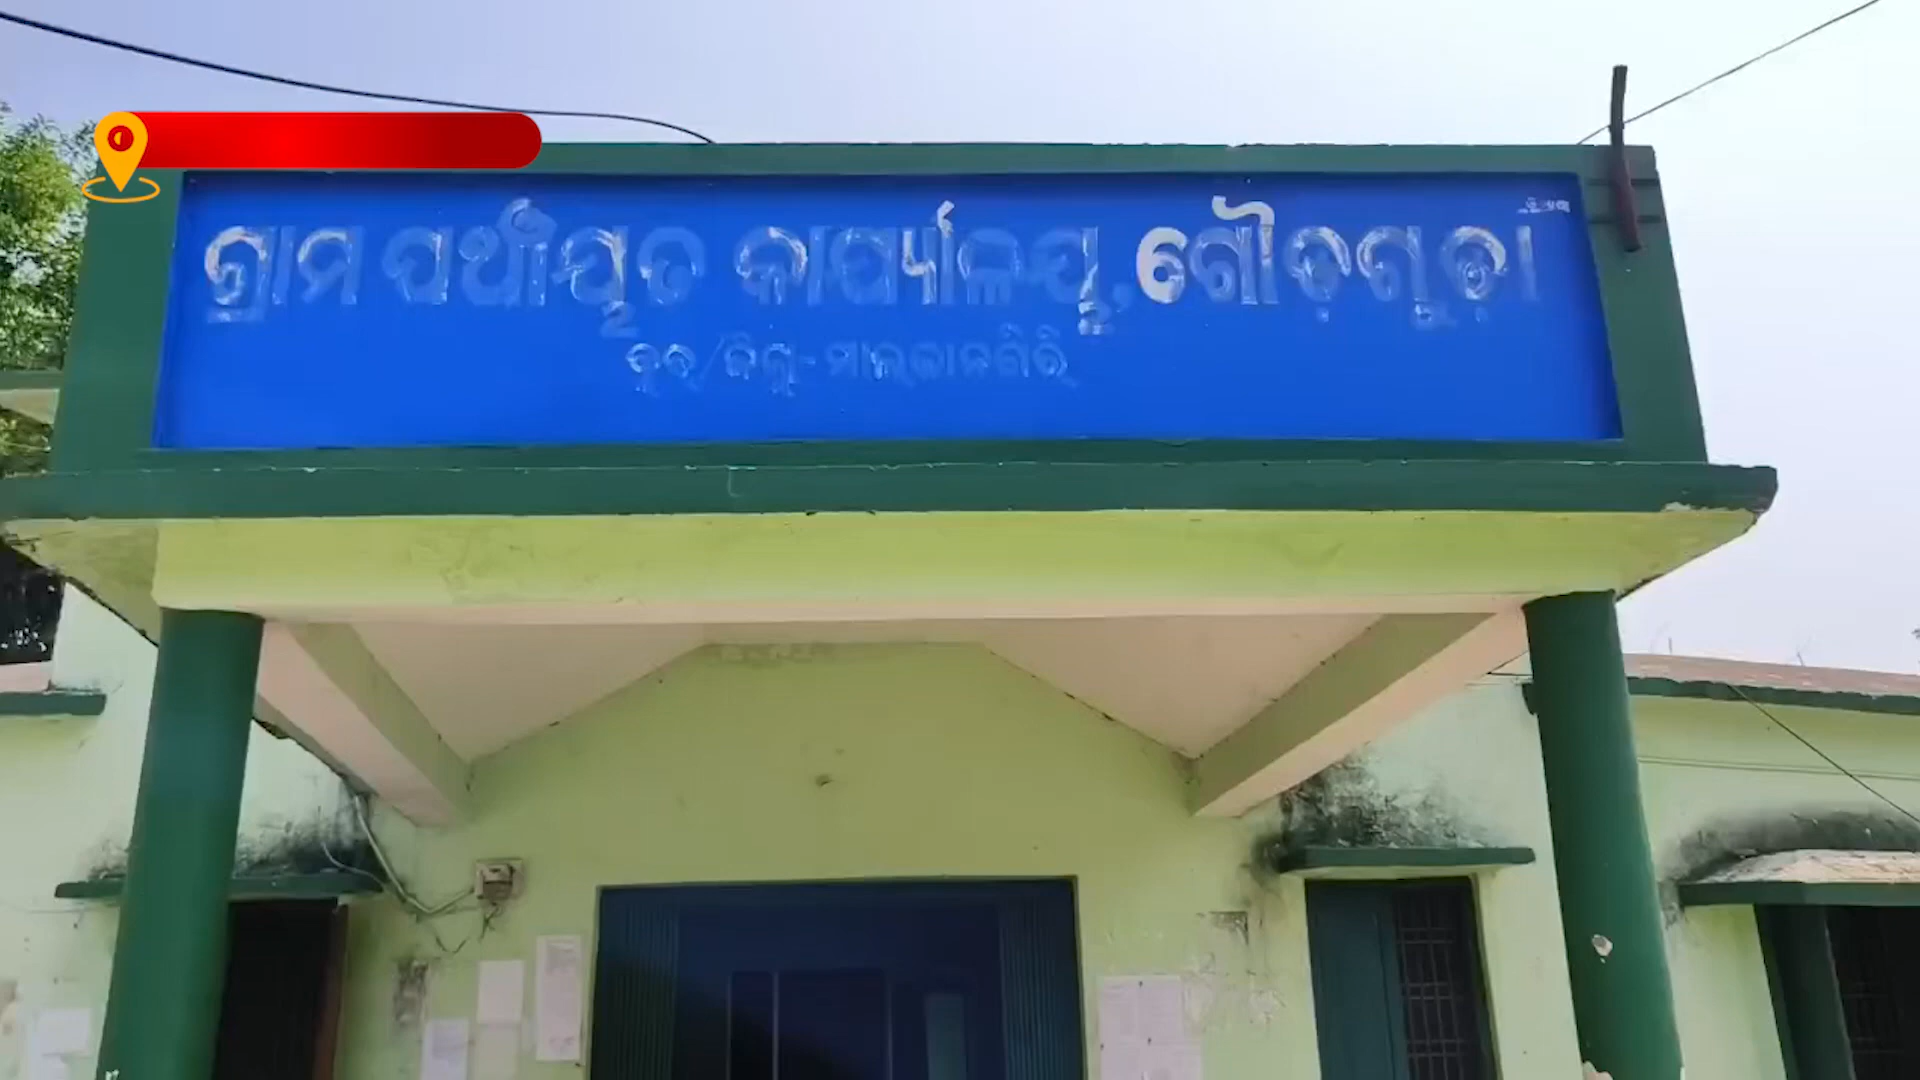 ଗ୍ରାମ ପଞ୍ଚାୟତ କାର୍ଯ୍ୟାଳୟ, ଗୌଡ଼ଗୁଡ଼ା
ବ୍ଲକ/ଜିଲ୍ଲା- ମାଲକାନଗିରି